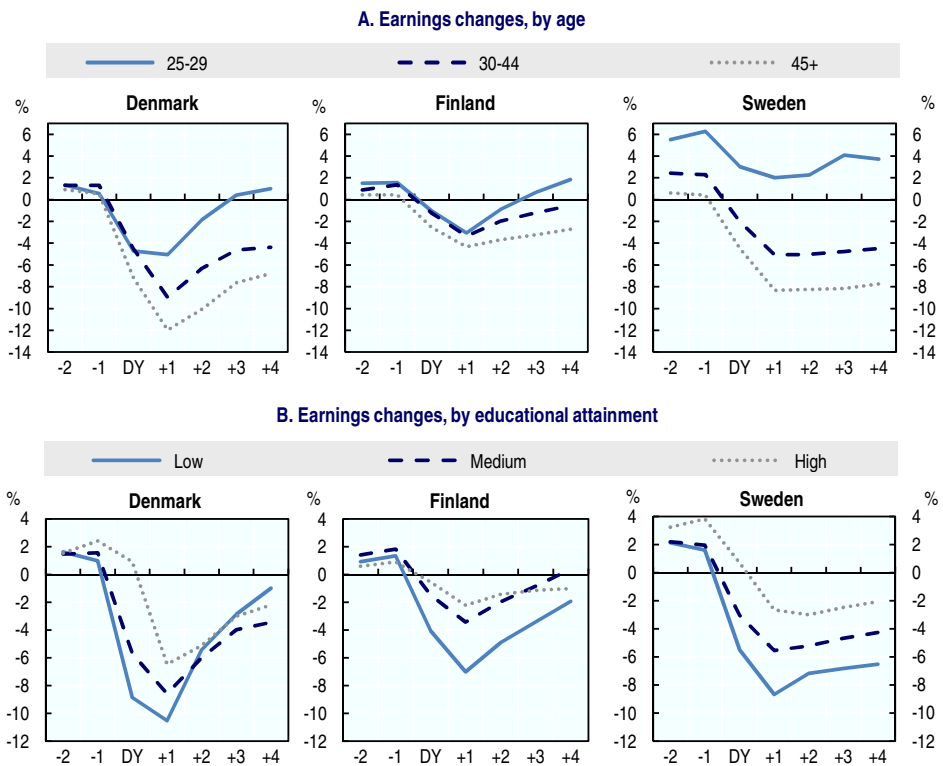 A. Earnings changes, by age
25-29 30-44 45+
% Denmark % Finland % Sweden %
6 6 6 6
4 4 4 4
2 2 2 2
0 0 0 0
-2 -2 -2 -2
-4 -4 -4 -4
-6 -6 -6 -6
-8 -8 -8 -8
-10 -10 -10 -10
-12 -12 -12 -12
-14 -14 -14 -14
-2 -1 DY +1 +2 +3 +4 -2 -1 DY +1 +2 +3 +4 -2 -1 DY +1 +2 +3 +4
B. Earnings changes, by educational attainment
Low Medium High
% Denmark % Finland % Sweden %
4 4 4 4
2 2 2 2
0 0 0 0
-2 -2 -2 -2
-4 -4 -4 -4
-6 -6 -6 -6
-8 -8 -8 -8
-10 -10 -10 -10
-12 -12 -12 -12
-2 -1 DY +1 +2 +3 +4 -2 -1 DY +1 +2 +3 +4 -2 -1 DY +1 +2 +3 +4